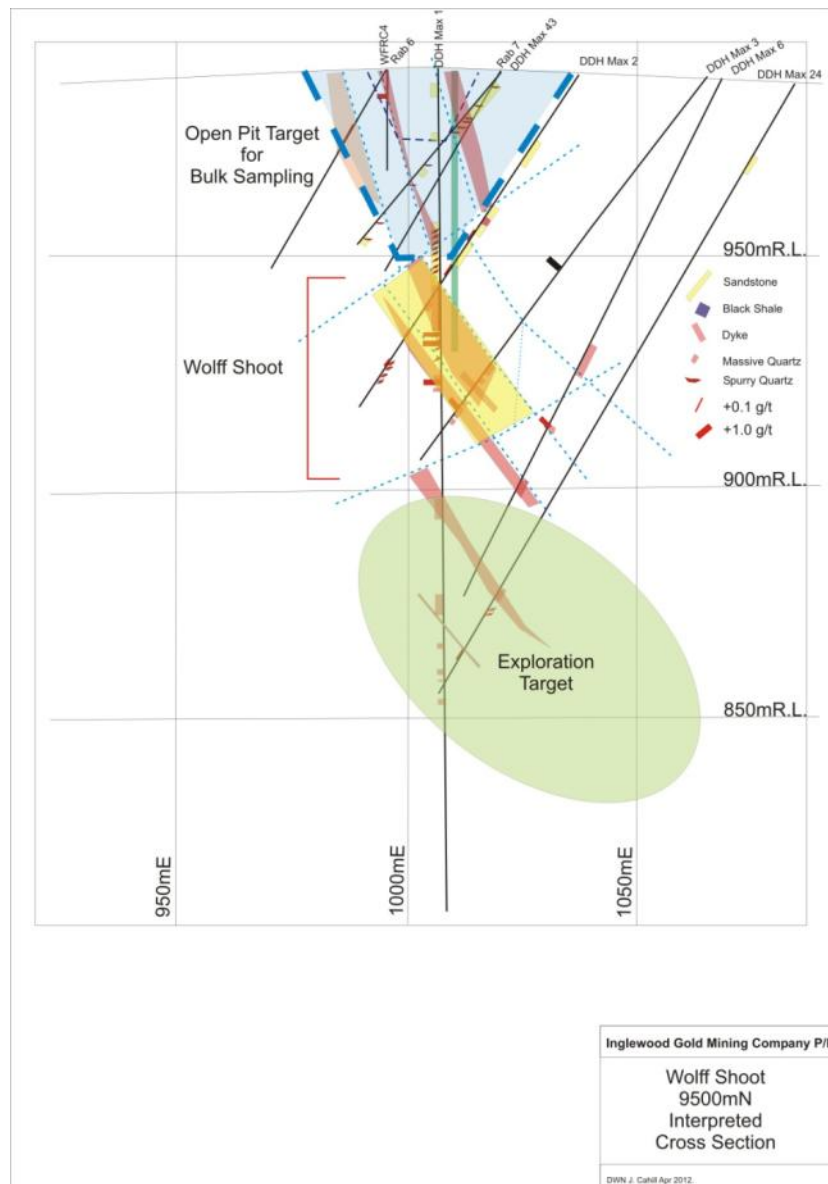 WFRC4
Rab 6
DDH Max 1
Rab 7
DDH Max 43
DDH Max 2
DDH Max 3
DDH Max 6
DDH Max 24
Open Pit Target
for
Bulk Sampling
950mR.L.
Sandstone
Black Shale
Dyke
Massive Quartz
Spurry Quartz
+0.1 g/t
+1.0 g/t
Wolff Shoot
900mR.L.
Exploration
Target
850mR.L.
950mE
1000mE
1050mE
Inglewood Gold Mining Company P/
Wolff Shoot
9500mN
Interpreted
Cross Section
DWN J. Cahill Apr 2012.